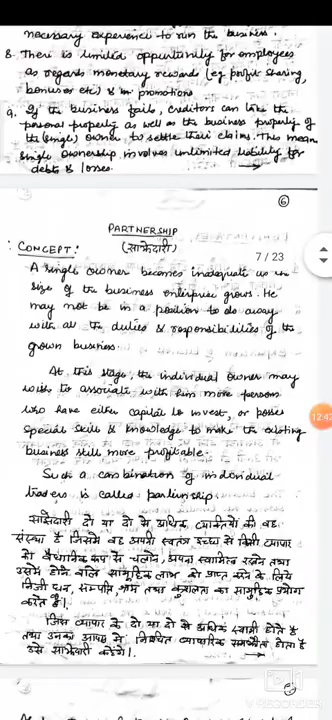 necessary experience to run the business.
8. There is limited opportunity for employees
as regards monetary rewards (eg profit sharing,
bonuses etc) & in promotions
9. If the business fails, creditors can take the
personal property as well as the business property of
the (single) owner to settle their claims. This mean
single ownership involves unlimited liability for
debts & losses.
6
PARTNERSHIP
(साझेदारी)
7 / 23
: CONCEPT:
A single owner becomes inadequate as the
size of the business enterprise grows. He
may not be in a position to do away
with all the duties & responsibilities of the
grown business.
12:42
At this stage, the individual owner may
wish to associate with him more persons
who have either capital to invest, or posses
special skills & knowledge to make the existing
business still more profitable.
Such a combination of individual
traders is called partnership.
साझेदारी दो या दो से अधिक व्यक्तियों की वह
संस्था है जिसमें वह अपनी स्वतंत्र इच्छा से किसी व्यापार
को वैधानिक रूप से चलाने, अपना स्वामित्व रखने तथा
उसमें होने वाले सामूहिक लाभ को प्राप्त करने के लिये
निजी धन, सम्पत्ति, श्रम तथा कुशलता का सामूहिक प्रयोग
करते हैं।
जिस व्यापार के दो या दो से अधिक स्वामी होते हैं
तथा उनका आपस में निश्चित व्यापारिक समझौता होता है
उसे साझेदारी कहेंगे।
V RECORDER